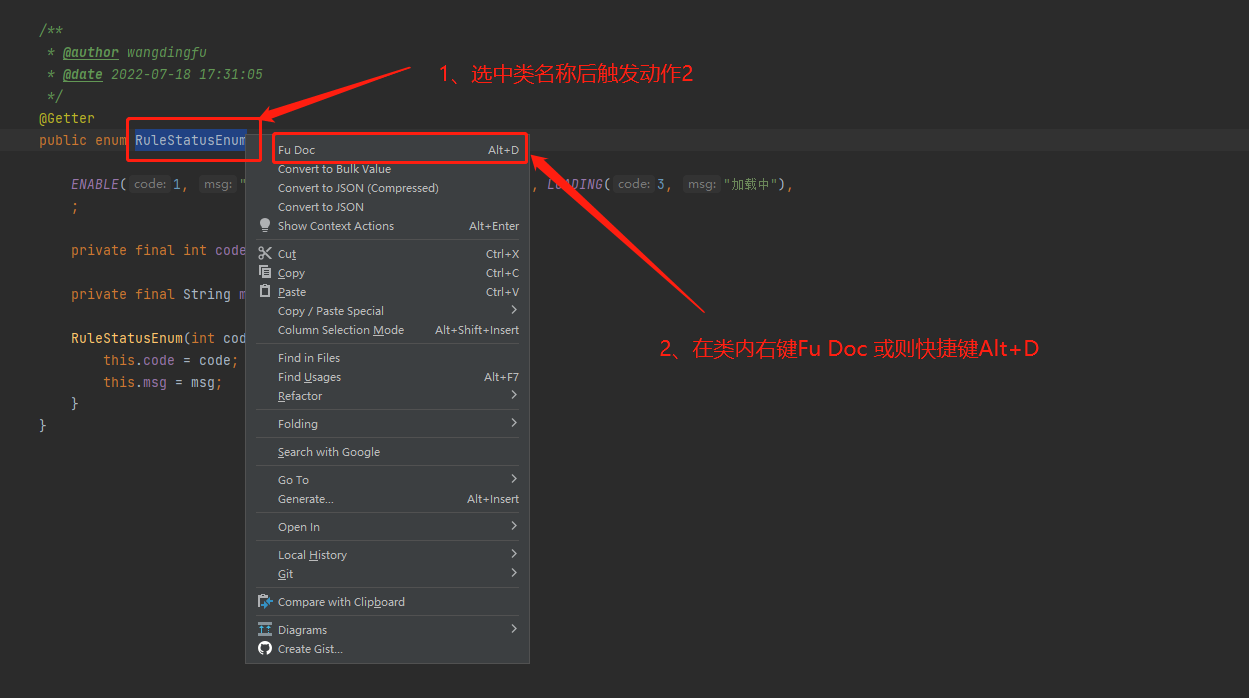 /**
* @author wangdingfu
* @date 2022-07-18 17:31:05
*/
@Getter
public enum RuleStatusEnum
ENABLE( code: 1, msg: " , LOADING( code: 3, msg: "加载中"),
;
private final int code
private final String m
RuleStatusEnum(int cod
this.code = code;
this.msg = msg;
}
}
1、选中类名称后触发动作2
2、在类内右键Fu Doc 或则快捷键Alt+D
Fu Doc Alt+D
Convert to Bulk Value
Convert to JSON (Compressed)
Convert to JSON
Show Context Actions Alt+Enter
Cut Ctrl+X
Copy Ctrl+C
Paste Ctrl+V
Copy / Paste Special
Column Selection Mode Alt+Shift+Insert
Find in Files
Find Usages Alt+F7
Refactor
Folding
Search with Google
Go To
Generate... Alt+Insert
Open In
Local History
Git
Compare with Clipboard
Diagrams
Create Gist...